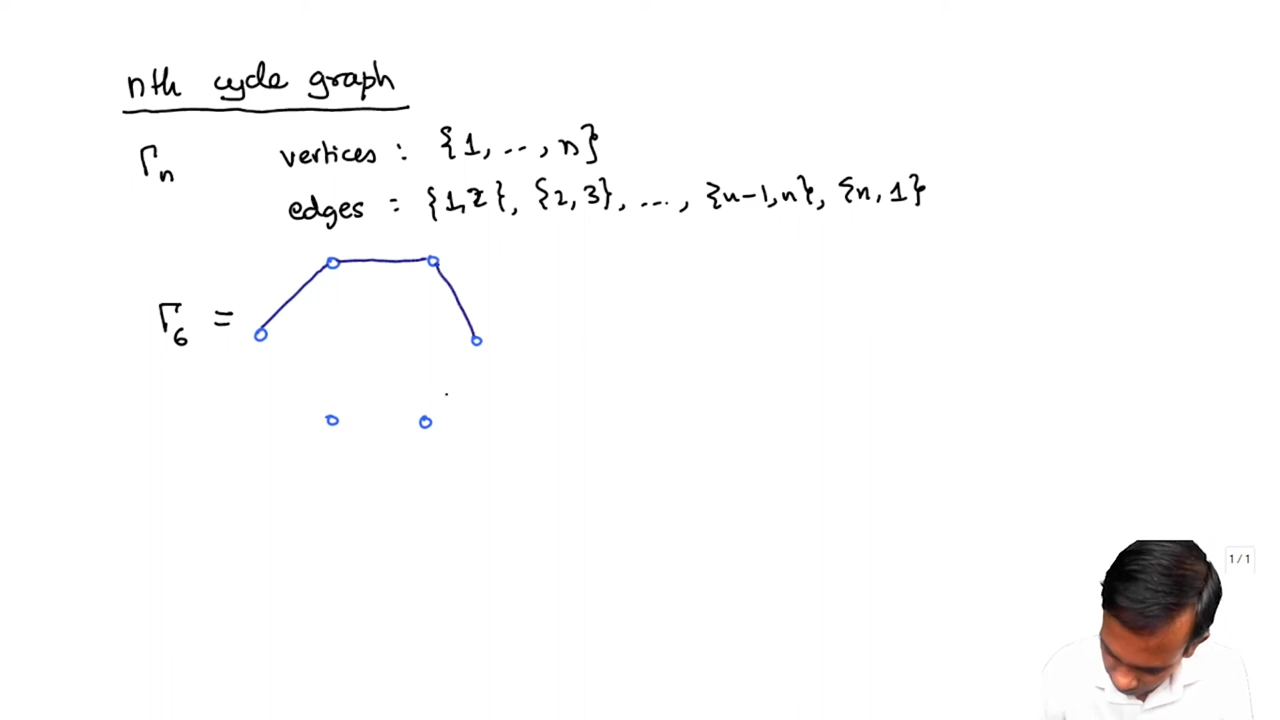 nth cycle graph
Γₙ vertices : {1, ..., n}
edges : {1,2}, {2,3}, ..., {n-1,n}, {n,1}
Γ₆ =
1/1